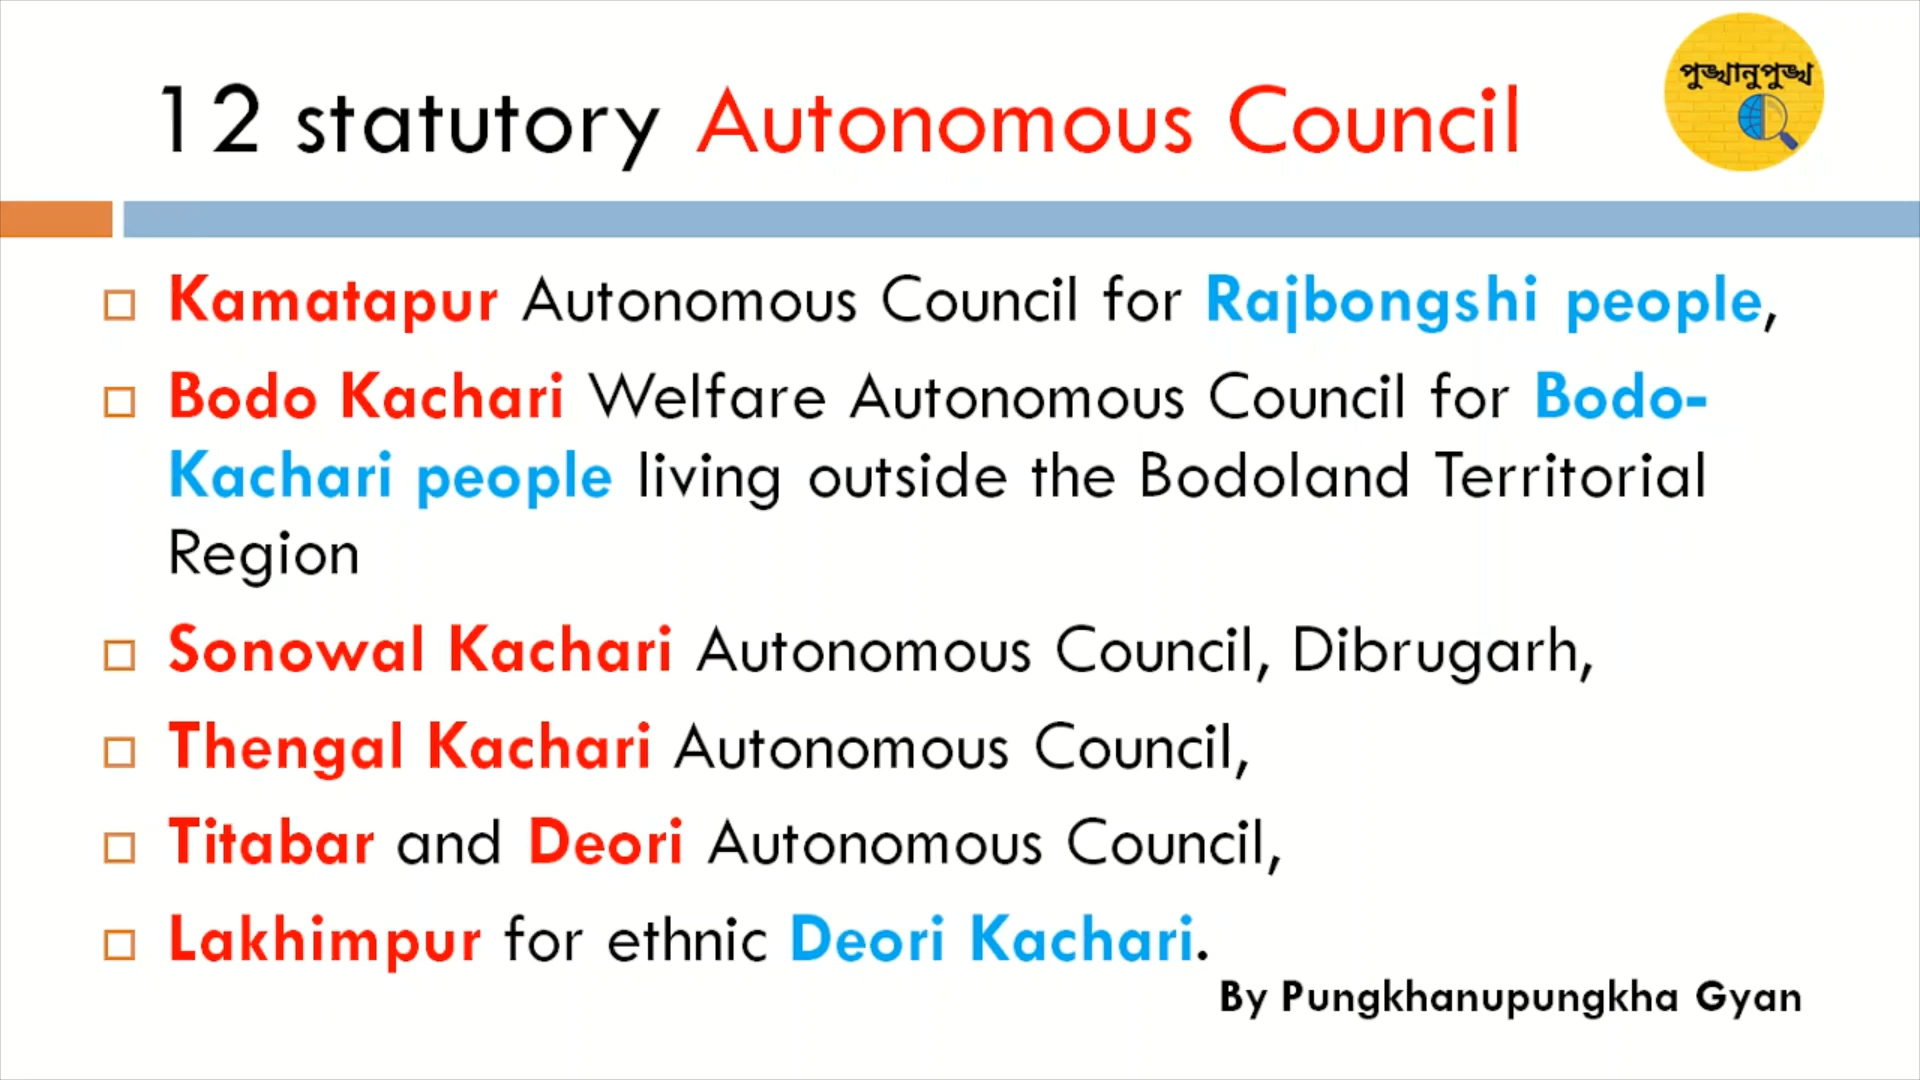 12 statutory Autonomous Council
পুঙ্খানুপুঙ্খ
Kamatapur Autonomous Council for Rajbongshi people,
Bodo Kachari Welfare Autonomous Council for Bodo-
Kachari people living outside the Bodoland Territorial
Region
Sonowal Kachari Autonomous Council, Dibrugarh,
Thengal Kachari Autonomous Council,
Titabar and Deori Autonomous Council,
Lakhimpur for ethnic Deori Kachari.
By Pungkhanupungkha Gyan